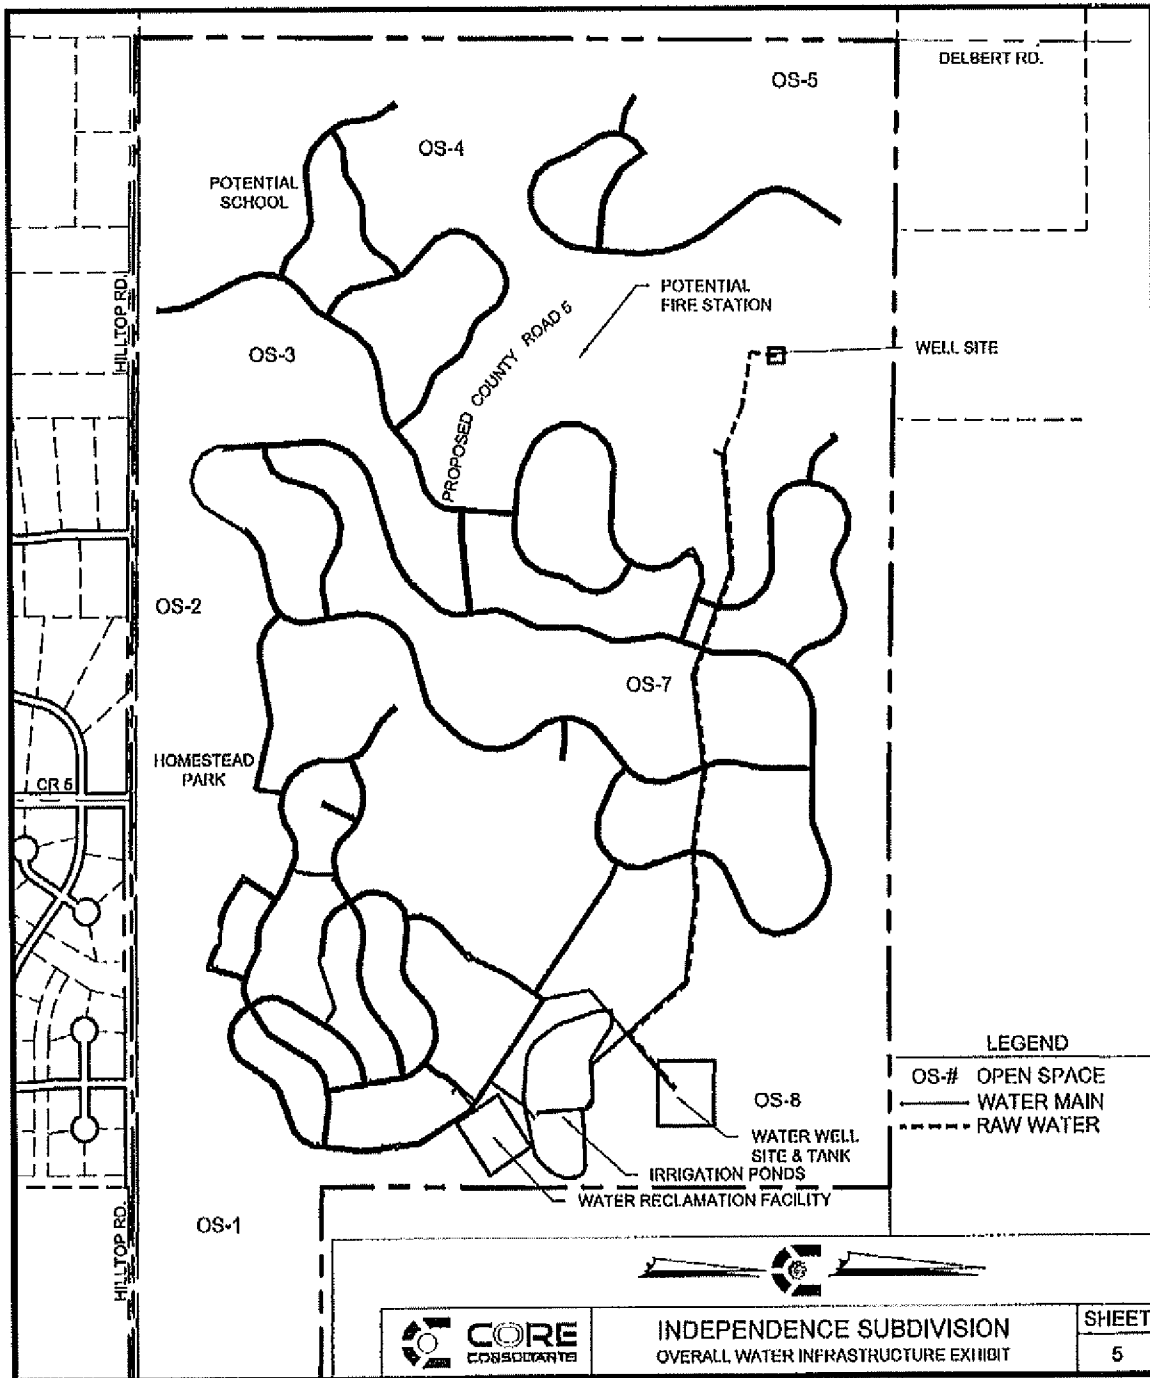 DELBERT RD.
OS-5
OS-4
POTENTIAL
SCHOOL
HILLTOP RD.
POTENTIAL
FIRE STATION
OS-3
PROPOSED COUNTY ROAD 5
WELL SITE
OS-2
OS-7
HOMESTEAD
PARK
CR 5
LEGEND
OS-# OPEN SPACE
WATER MAIN
RAW WATER
OS-8
WATER WELL
SITE & TANK
IRRIGATION PONDS
WATER RECLAMATION FACILITY
OS-1
HILLTOP RD.
CORE
CONSULTANTS
INDEPENDENCE SUBDIVISION
OVERALL WATER INFRASTRUCTURE EXHIBIT
SHEET
5